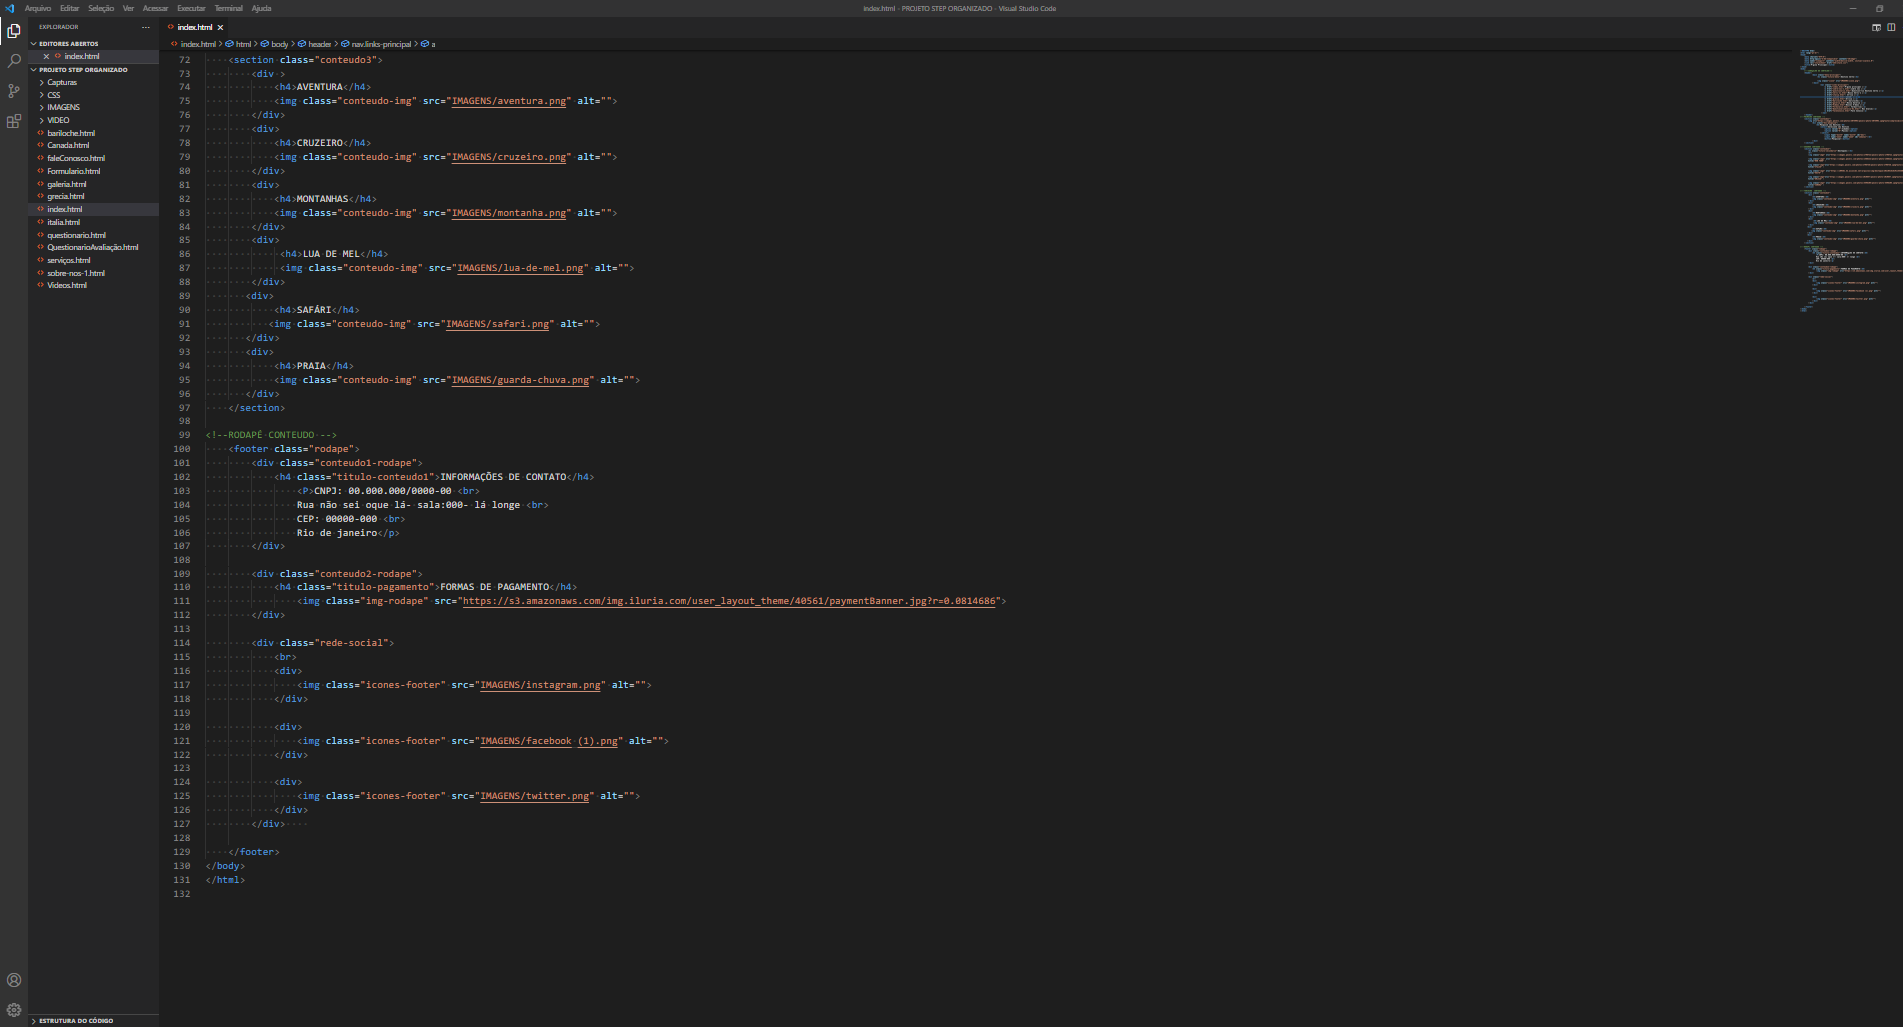 Arquivo Editar Seleção Ver Acessar Executar Terminal Ajuda
index.html - PROJETO STEP ORGANIZADO - Visual Studio Code
EXPLORADOR ···
EDITORES ABERTOS
index.html
PROJETO STEP ORGANIZADO
Capturas
CSS
IMAGENS
VIDEO
bariloche.html
Canada.html
faleConosco.html
Formulario.html
galeria.html
grecia.html
index.html
italia.html
questionario.html
QuestionarioAvaliação.html
serviços.html
sobre-nos-1.html
Videos.html
ESTRUTURA DO CÓDIGO
index.html
index.html > html > body > header > nav.links-principal > a
72 <section class="conteudo3">
73 <div >
74 <h4>AVENTURA</h4>
75 <img class="conteudo-img" src="IMAGENS/aventura.png" alt="">
76 </div>
77 <div>
78 <h4>CRUZEIRO</h4>
79 <img class="conteudo-img" src="IMAGENS/cruzeiro.png" alt="">
80 </div>
81 <div>
82 <h4>MONTANHAS</h4>
83 <img class="conteudo-img" src="IMAGENS/montanha.png" alt="">
84 </div>
85 <div>
86 <h4>LUA DE MEL</h4>
87 <img class="conteudo-img" src="IMAGENS/lua-de-mel.png" alt="">
88 </div>
89 <div>
90 <h4>SAFÁRI</h4>
91 <img class="conteudo-img" src="IMAGENS/safari.png" alt="">
92 </div>
93 <div>
94 <h4>PRAIA</h4>
95 <img class="conteudo-img" src="IMAGENS/guarda-chuva.png" alt="">
96 </div>
97 </section>
98
99 <!--RODAPÉ CONTEUDO -->
100 <footer class="rodape">
101 <div class="conteudo1-rodape">
102 <h4 class="titulo-conteudo1">INFORMAÇÕES DE CONTATO</h4>
103 <P>CNPJ: 00.000.000/0000-00 <br>
104 Rua não sei oque lá- sala:000- lá longe <br>
105 CEP: 00000-000 <br>
106 Rio de janeiro</p>
107 </div>
108
109 <div class="conteudo2-rodape">
110 <h4 class="titulo-pagamento">FORMAS DE PAGAMENTO</h4>
111 <img class="img-rodape" src="https://s3.amazonaws.com/img.iluria.com/user_layout_theme/40561/paymentBanner.jpg?r=0.0814686">
112 </div>
113
114 <div class="rede-social">
115 <br>
116 <div>
117 <img class="icones-footer" src="IMAGENS/instagram.png" alt="">
118 </div>
119
120 <div>
121 <img class="icones-footer" src="IMAGENS/facebook (1).png" alt="">
122 </div>
123
124 <div>
125 <img class="icones-footer" src="IMAGENS/twitter.png" alt="">
126 </div>
127 </div>
128
129 </footer>
130 </body>
131 </html>
132